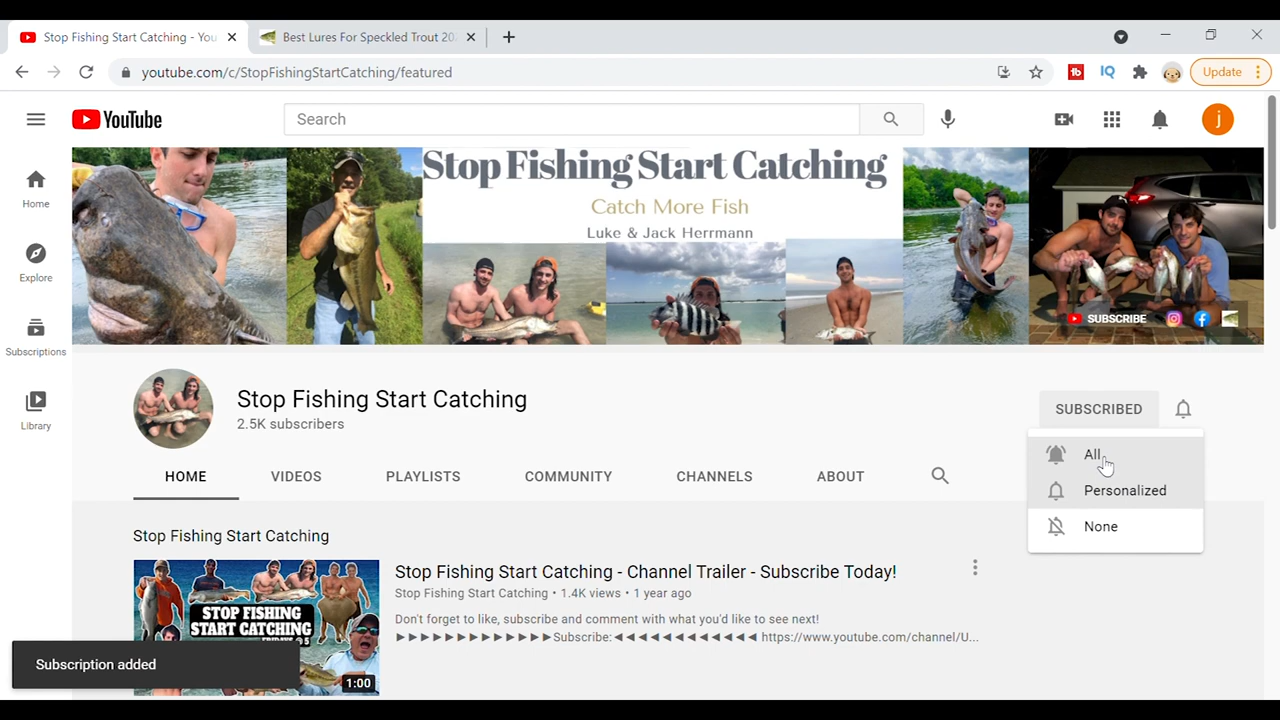 Stop Fishing Start Catching - You
Best Lures For Speckled Trout 202
youtube.com/c/StopFishingStartCatching/featured
tb
IQ
Update
YouTube
Search
j
Home
Explore
Subscriptions
Library
Stop Fishing Start Catching
Catch More Fish
Luke & Jack Herrmann
SUBSCRIBE
Stop Fishing Start Catching
2.5K subscribers
SUBSCRIBED
All
Personalized
None
HOME VIDEOS PLAYLISTS COMMUNITY CHANNELS ABOUT
Stop Fishing Start Catching
STOP FISHING
START CATCHING
1:00
Stop Fishing Start Catching - Channel Trailer - Subscribe Today!
Stop Fishing Start Catching • 1.4K views • 1 year ago
Don't forget to like, subscribe and comment with what you'd like to see next!
►►►►►►►►►►►►►Subscribe:◄◄◄◄◄◄◄◄◄◄◄◄ https://www.youtube.com/channel/U...
Subscription added